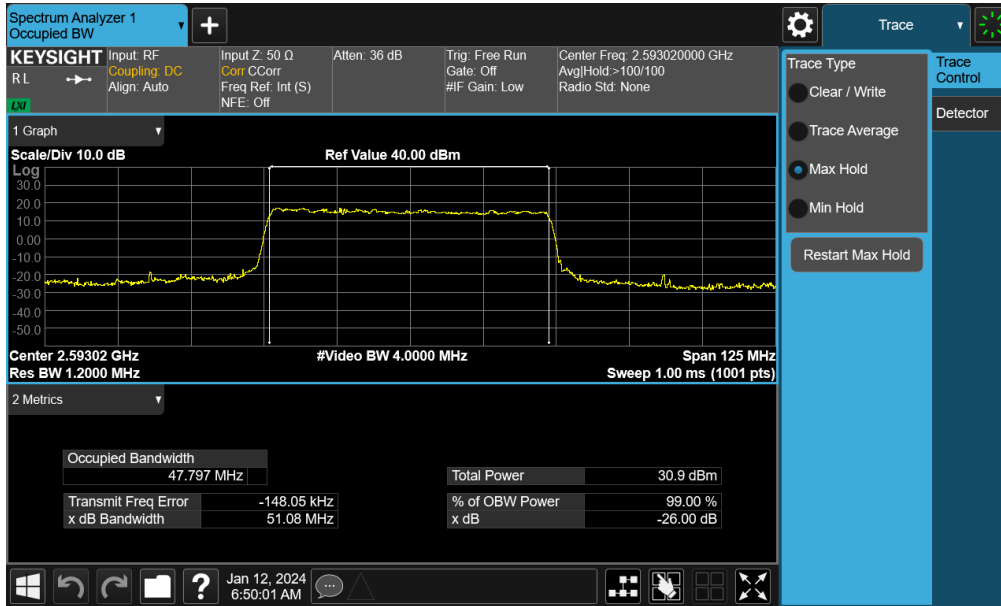 Spectrum Analyzer 1
Occupied BW
+
Trace
KEYSIGHT
R L
LXI
Input: RF
Coupling: DC
Align: Auto
Input Z: 50 Ω
Corr CCorr
Freq Ref: Int (S)
NFE: Off
Atten: 36 dB
Trig: Free Run
Gate: Off
#IF Gain: Low
Center Freq: 2.593020000 GHz
Avg|Hold:>100/100
Radio Std: None
1 Graph
Scale/Div 10.0 dB
Ref Value 40.00 dBm
Log
30.0
20.0
10.0
0.00
-10.0
-20.0
-30.0
-40.0
-50.0
Center 2.59302 GHz
#Video BW 4.0000 MHz
Span 125 MHz
Res BW 1.2000 MHz
Sweep 1.00 ms (1001 pts)
2 Metrics
Occupied Bandwidth
47.797 MHz
Total Power 30.9 dBm
Transmit Freq Error -148.05 kHz
% of OBW Power 99.00 %
x dB Bandwidth 51.08 MHz
x dB -26.00 dB
Trace Type
Clear / Write
Trace Average
Max Hold
Min Hold
Restart Max Hold
Trace
Control
Detector
?
Jan 12, 2024
6:50:01 AM